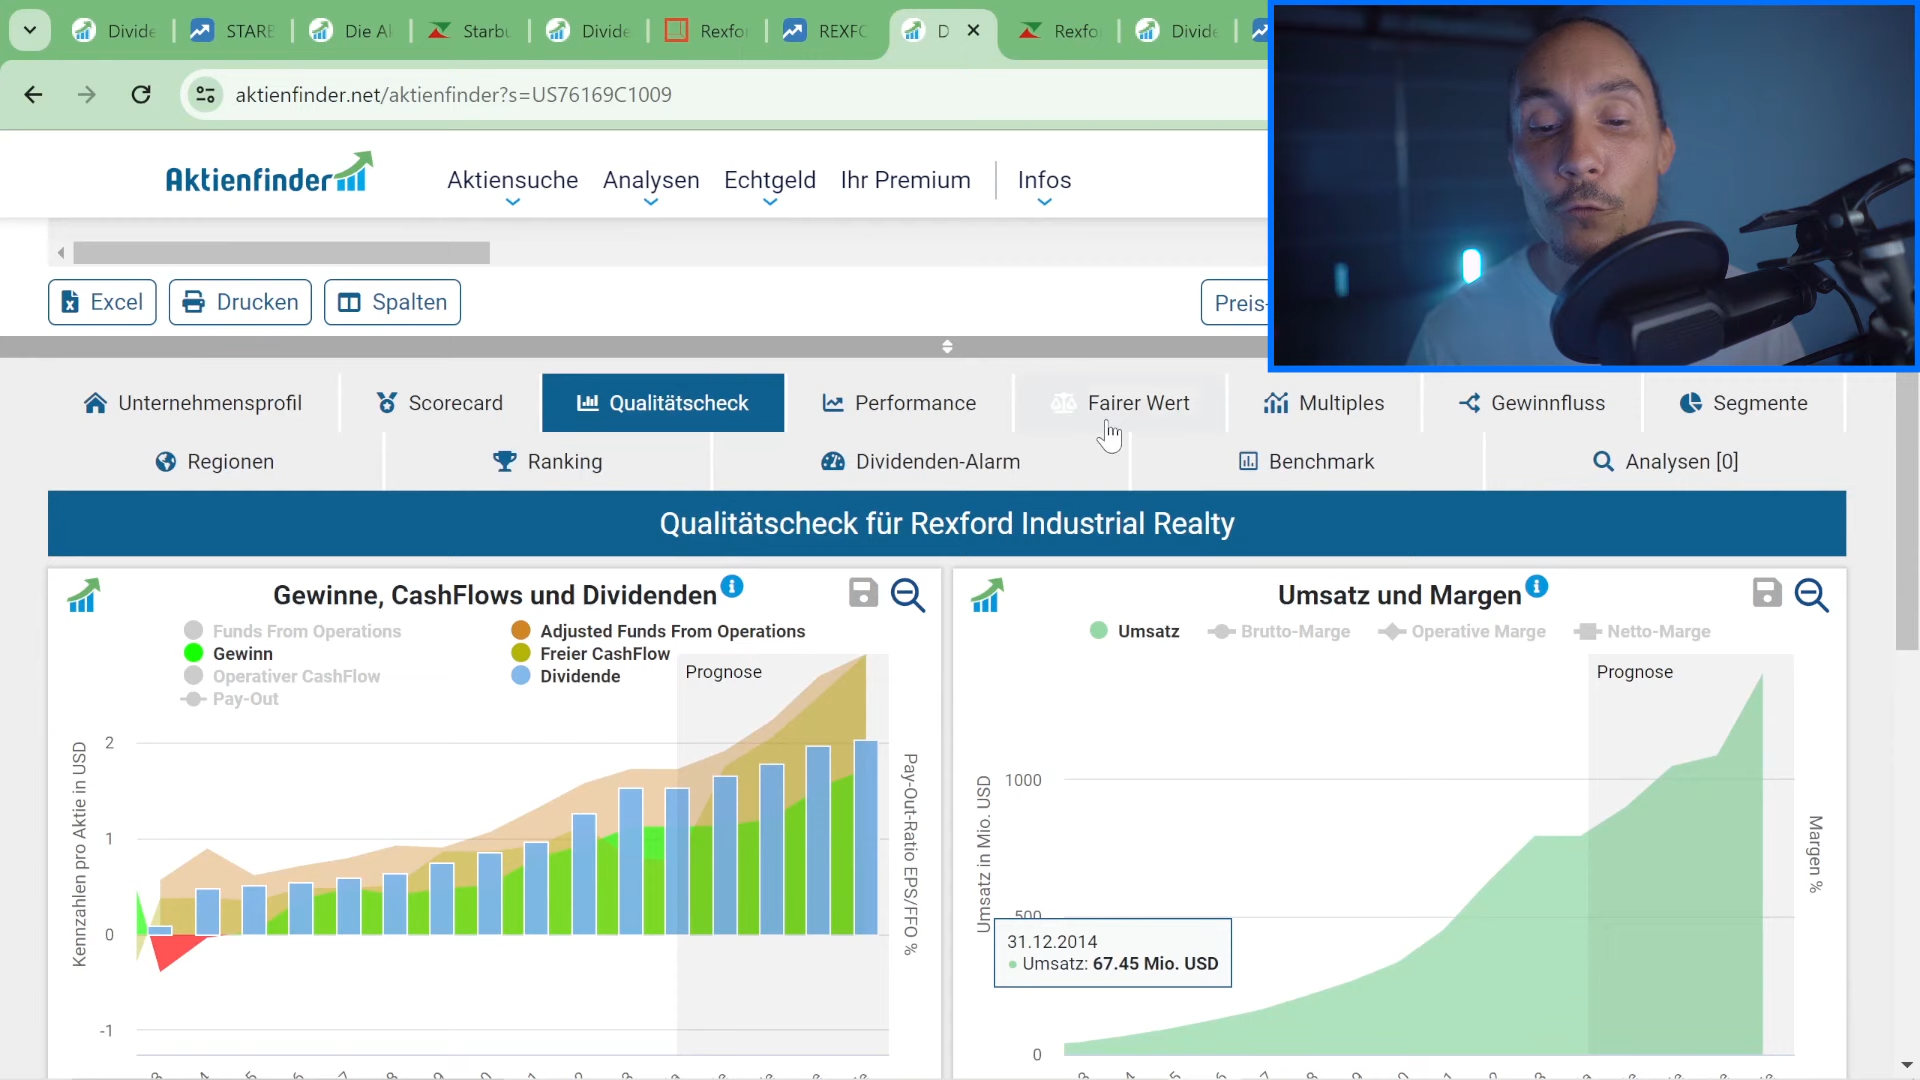 Divide
STARE
Die A
Starbu
Divide
Rexfo
REXFO
D
Rexfo
Divide
aktienfinder.net/aktienfinder?s=US76169C1009
Aktienfinder
Aktiensuche
Analysen
Echtgeld
Ihr Premium
Infos
Excel
Drucken
Spalten
Preis-
Unternehmensprofil
Scorecard
Qualitätscheck
Performance
Fairer Wert
Multiples
Gewinnfluss
Segmente
Regionen
Ranking
Dividenden-Alarm
Benchmark
Analysen [0]
Qualitätscheck für Rexford Industrial Realty
Gewinne, CashFlows und Dividenden
Funds From Operations
Adjusted Funds From Operations
Gewinn
Freier CashFlow
Operativer CashFlow
Dividende
Pay-Out
Prognose
Kennzahlen pro Aktie in USD
2
1
0
-1
Pay-Out-Ratio EPS/FFO %
Umsatz und Margen
Umsatz
Brutto-Marge
Operative Marge
Netto-Marge
Prognose
Umsatz in Mio. USD
1000
500
0
Margen %
31.12.2014
Umsatz: 67.45 Mio. USD